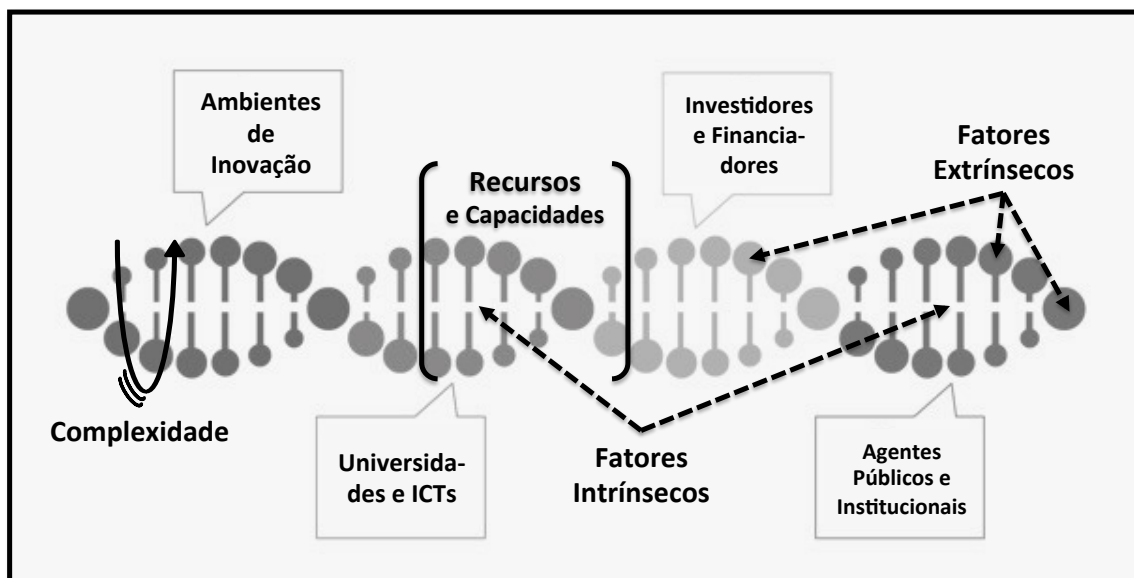 Ambientes
de
Inovação
Recursos
e Capacidades
Investidores
e Financia-
dores
Fatores
Extrínsecos
Complexidade
Universida-
des e ICTs
Fatores
Intrínsecos
Agentes
Públicos e
Institucionais